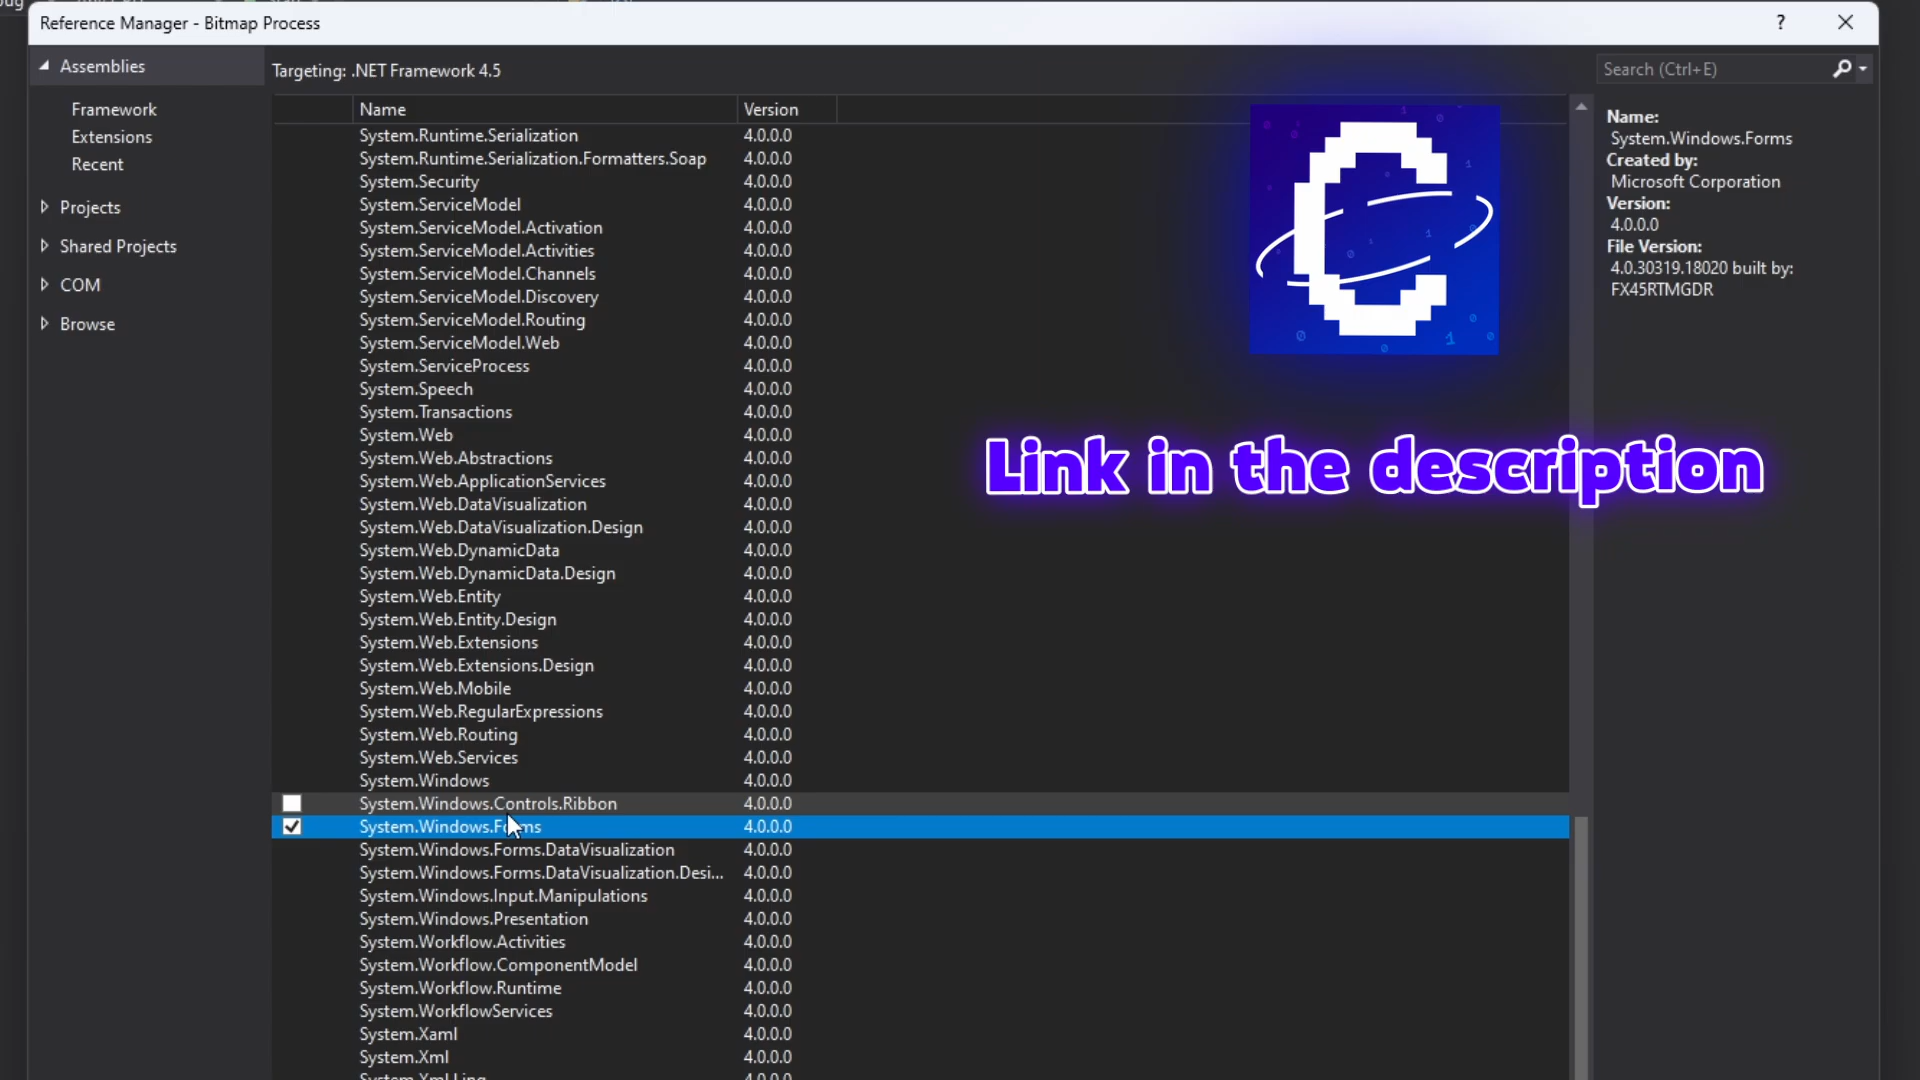 Reference Manager - Bitmap Process
?
Assemblies
Framework
Extensions
Recent
Projects
Shared Projects
COM
Browse
Targeting: .NET Framework 4.5
Search (Ctrl+E)
Name Version
System.Runtime.Serialization 4.0.0.0
System.Runtime.Serialization.Formatters.Soap 4.0.0.0
System.Security 4.0.0.0
System.ServiceModel 4.0.0.0
System.ServiceModel.Activation 4.0.0.0
System.ServiceModel.Activities 4.0.0.0
System.ServiceModel.Channels 4.0.0.0
System.ServiceModel.Discovery 4.0.0.0
System.ServiceModel.Routing 4.0.0.0
System.ServiceModel.Web 4.0.0.0
System.ServiceProcess 4.0.0.0
System.Speech 4.0.0.0
System.Transactions 4.0.0.0
System.Web 4.0.0.0
System.Web.Abstractions 4.0.0.0
System.Web.ApplicationServices 4.0.0.0
System.Web.DataVisualization 4.0.0.0
System.Web.DataVisualization.Design 4.0.0.0
System.Web.DynamicData 4.0.0.0
System.Web.DynamicData.Design 4.0.0.0
System.Web.Entity 4.0.0.0
System.Web.Entity.Design 4.0.0.0
System.Web.Extensions 4.0.0.0
System.Web.Extensions.Design 4.0.0.0
System.Web.Mobile 4.0.0.0
System.Web.RegularExpressions 4.0.0.0
System.Web.Routing 4.0.0.0
System.Web.Services 4.0.0.0
System.Windows 4.0.0.0
System.Windows.Controls.Ribbon 4.0.0.0
System.Windows.Forms 4.0.0.0
System.Windows.Forms.DataVisualization 4.0.0.0
System.Windows.Forms.DataVisualization.Desi... 4.0.0.0
System.Windows.Input.Manipulations 4.0.0.0
System.Windows.Presentation 4.0.0.0
System.Workflow.Activities 4.0.0.0
System.Workflow.ComponentModel 4.0.0.0
System.Workflow.Runtime 4.0.0.0
System.WorkflowServices 4.0.0.0
System.Xaml 4.0.0.0
System.Xml 4.0.0.0
System.Xml.Linq 4.0.0.0
C
Link in the description
Name:
System.Windows.Forms
Created by:
Microsoft Corporation
Version:
4.0.0.0
File Version:
4.0.30319.18020 built by:
FX45RTMGDR